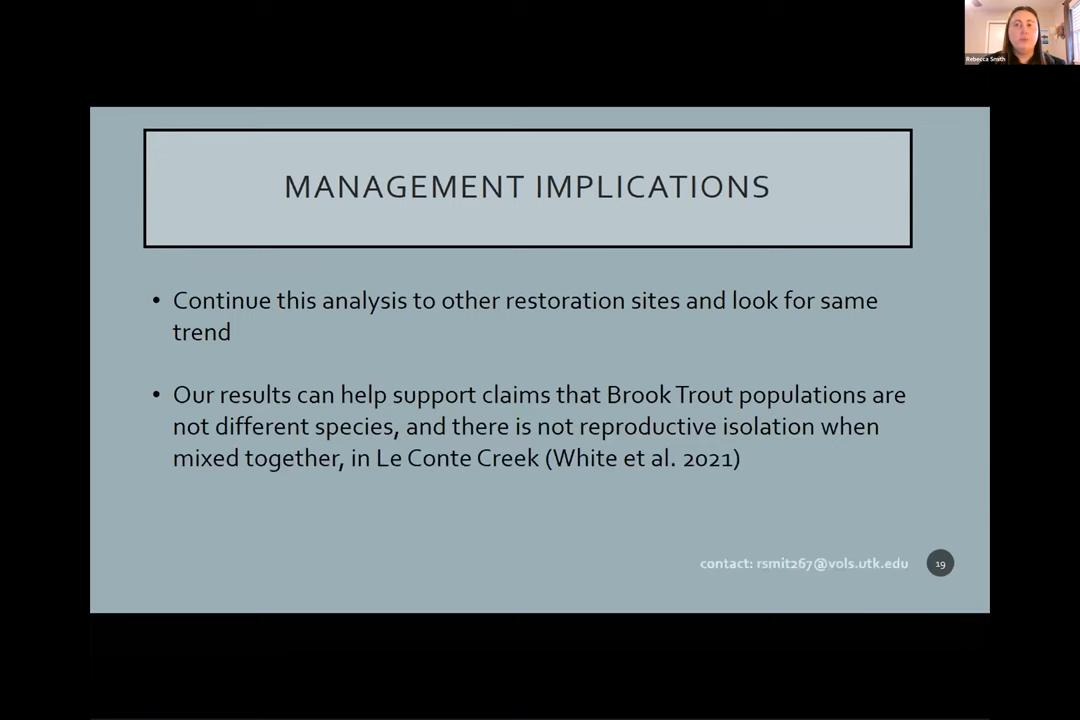 Rebecca Smith
MANAGEMENT IMPLICATIONS
• Continue this analysis to other restoration sites and look for same
trend
• Our results can help support claims that Brook Trout populations are
not different species, and there is not reproductive isolation when
mixed together, in Le Conte Creek (White et al. 2021)
contact: rsmit267@vols.utk.edu
19